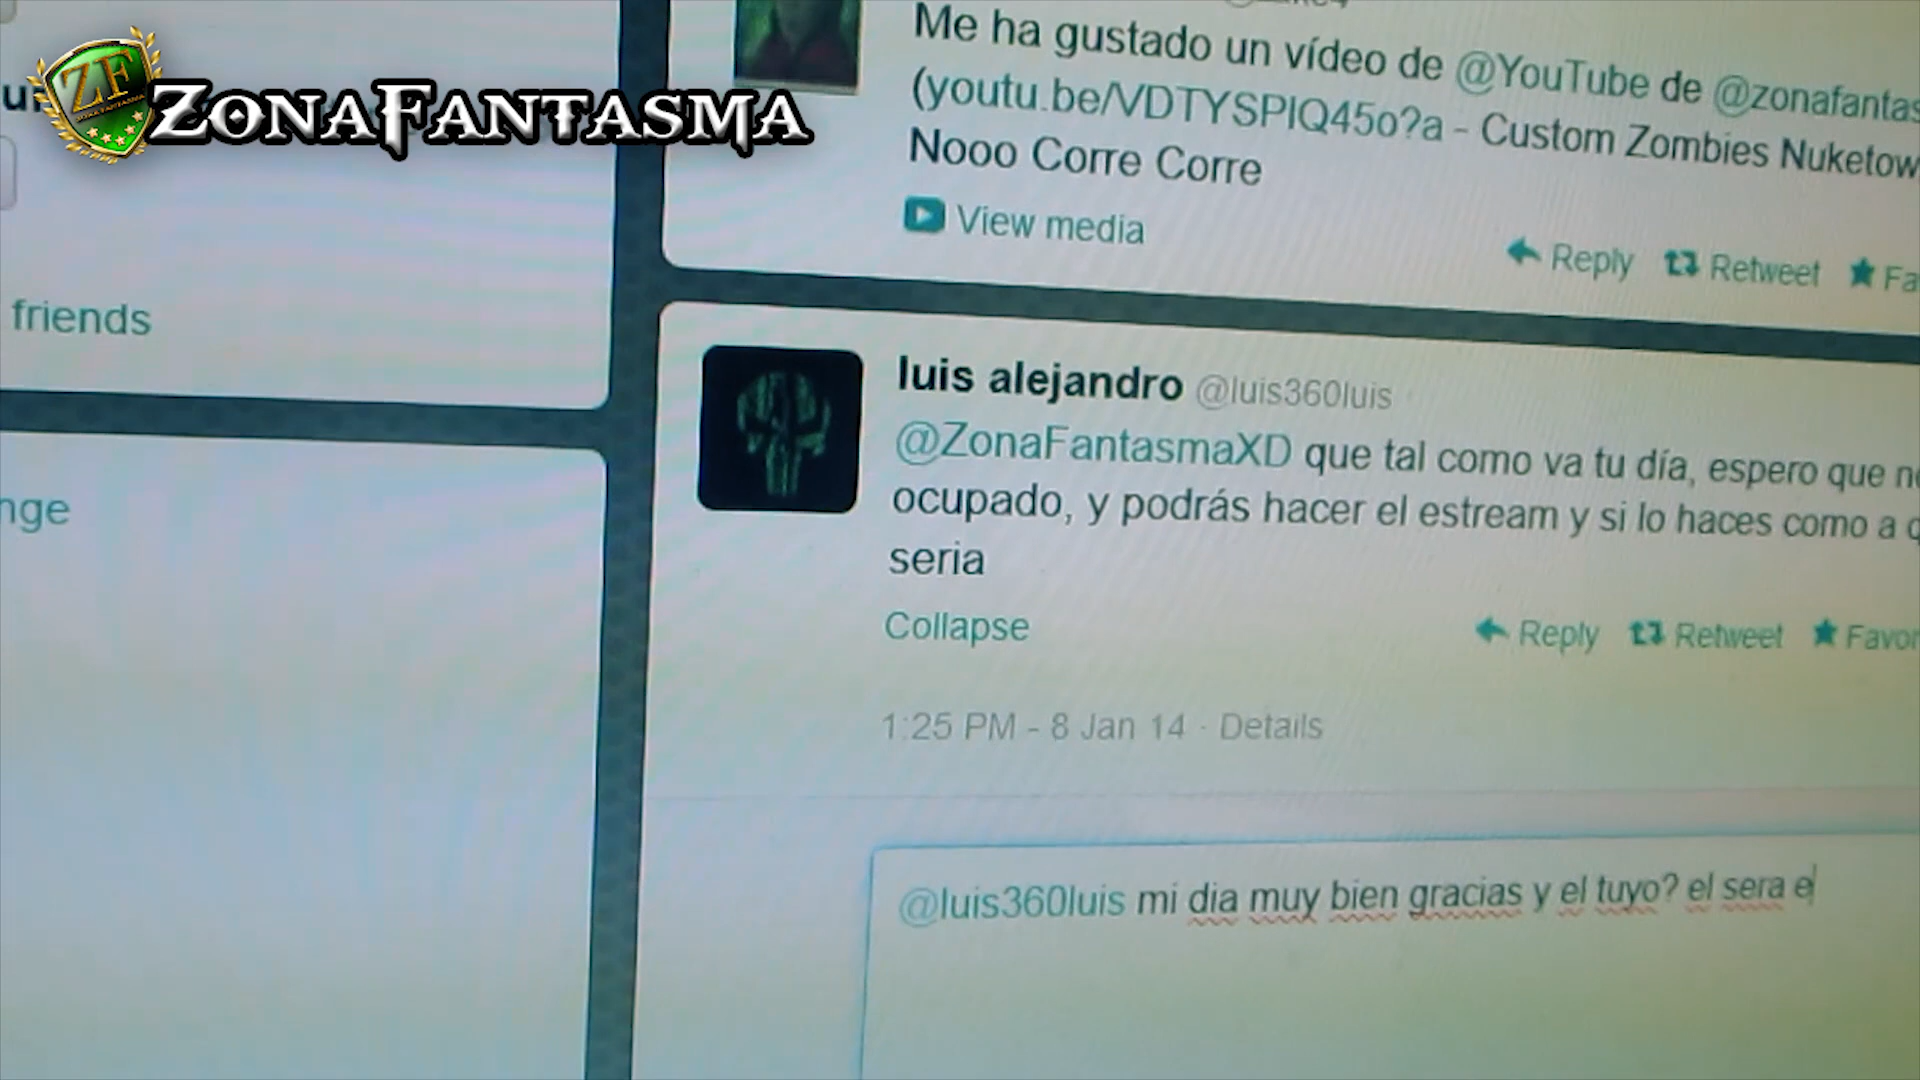 ZF
ZONAFANTASMA
Me ha gustado un vídeo de @YouTube de @zonafantas
(youtu.be/VDTYSPIQ45o?a - Custom Zombies Nuketow
Nooo Corre Corre
View media
Reply Retweet Fa
friends
luis alejandro @luis360luis
@ZonaFantasmaXD que tal como va tu día, espero que n
ocupado, y podrás hacer el estream y si lo haces como a q
seria
nge
Collapse
Reply Retweet Favor
1:25 PM - 8 Jan 14 · Details
@luis360luis mi dia muy bien gracias y el tuyo? el sera e